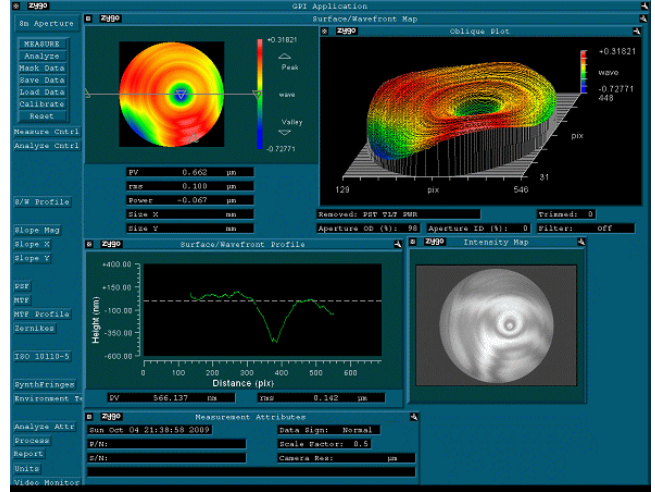 zygo GPI Application
8m Aperture
MEASURE
Analyze
Mask Data
Save Data
Load Data
Calibrate
Reset
Measure Cntrl
Analyze Cntrl
S/W Profile
Slope Mag
Slope X
Slope Y
PSF
MTF
MTF Profile
Zernikes
ISO 10110-5
SynthFringes
Environment
Analyze Attr
Process
Report
Units
Video Monitor
zygo Surface/Wavefront Map
+0.31821
Peak
wave
Valley
-0.72771
PV 0.662 μm
rms 0.100 μm
Power -0.067 μm
Size X mm
Size Y mm
zygo Oblique Plot
+0.31821
wave
-0.72771
448
pix
31
129 pix 546
Removed: PST TLT PWR Trimmed: 0
Aperture OD (%): 98 Aperture ID (%): 0 Filter: Off
zygo Surface/Wavefront Profile
+400.00
+150.00
-100.00
-350.00
-600.00
Height (nm)
0 100 200 300 400 500 600
Distance (pix)
PV 566.137 nm rms 0.142 μm
zygo Intensity Map
zygo Measurement Attributes
Sun Oct 04 21:38:58 2009 Data Sign: Normal
P/N: Scale Factor: 0.5
S/N: Camera Res: μm